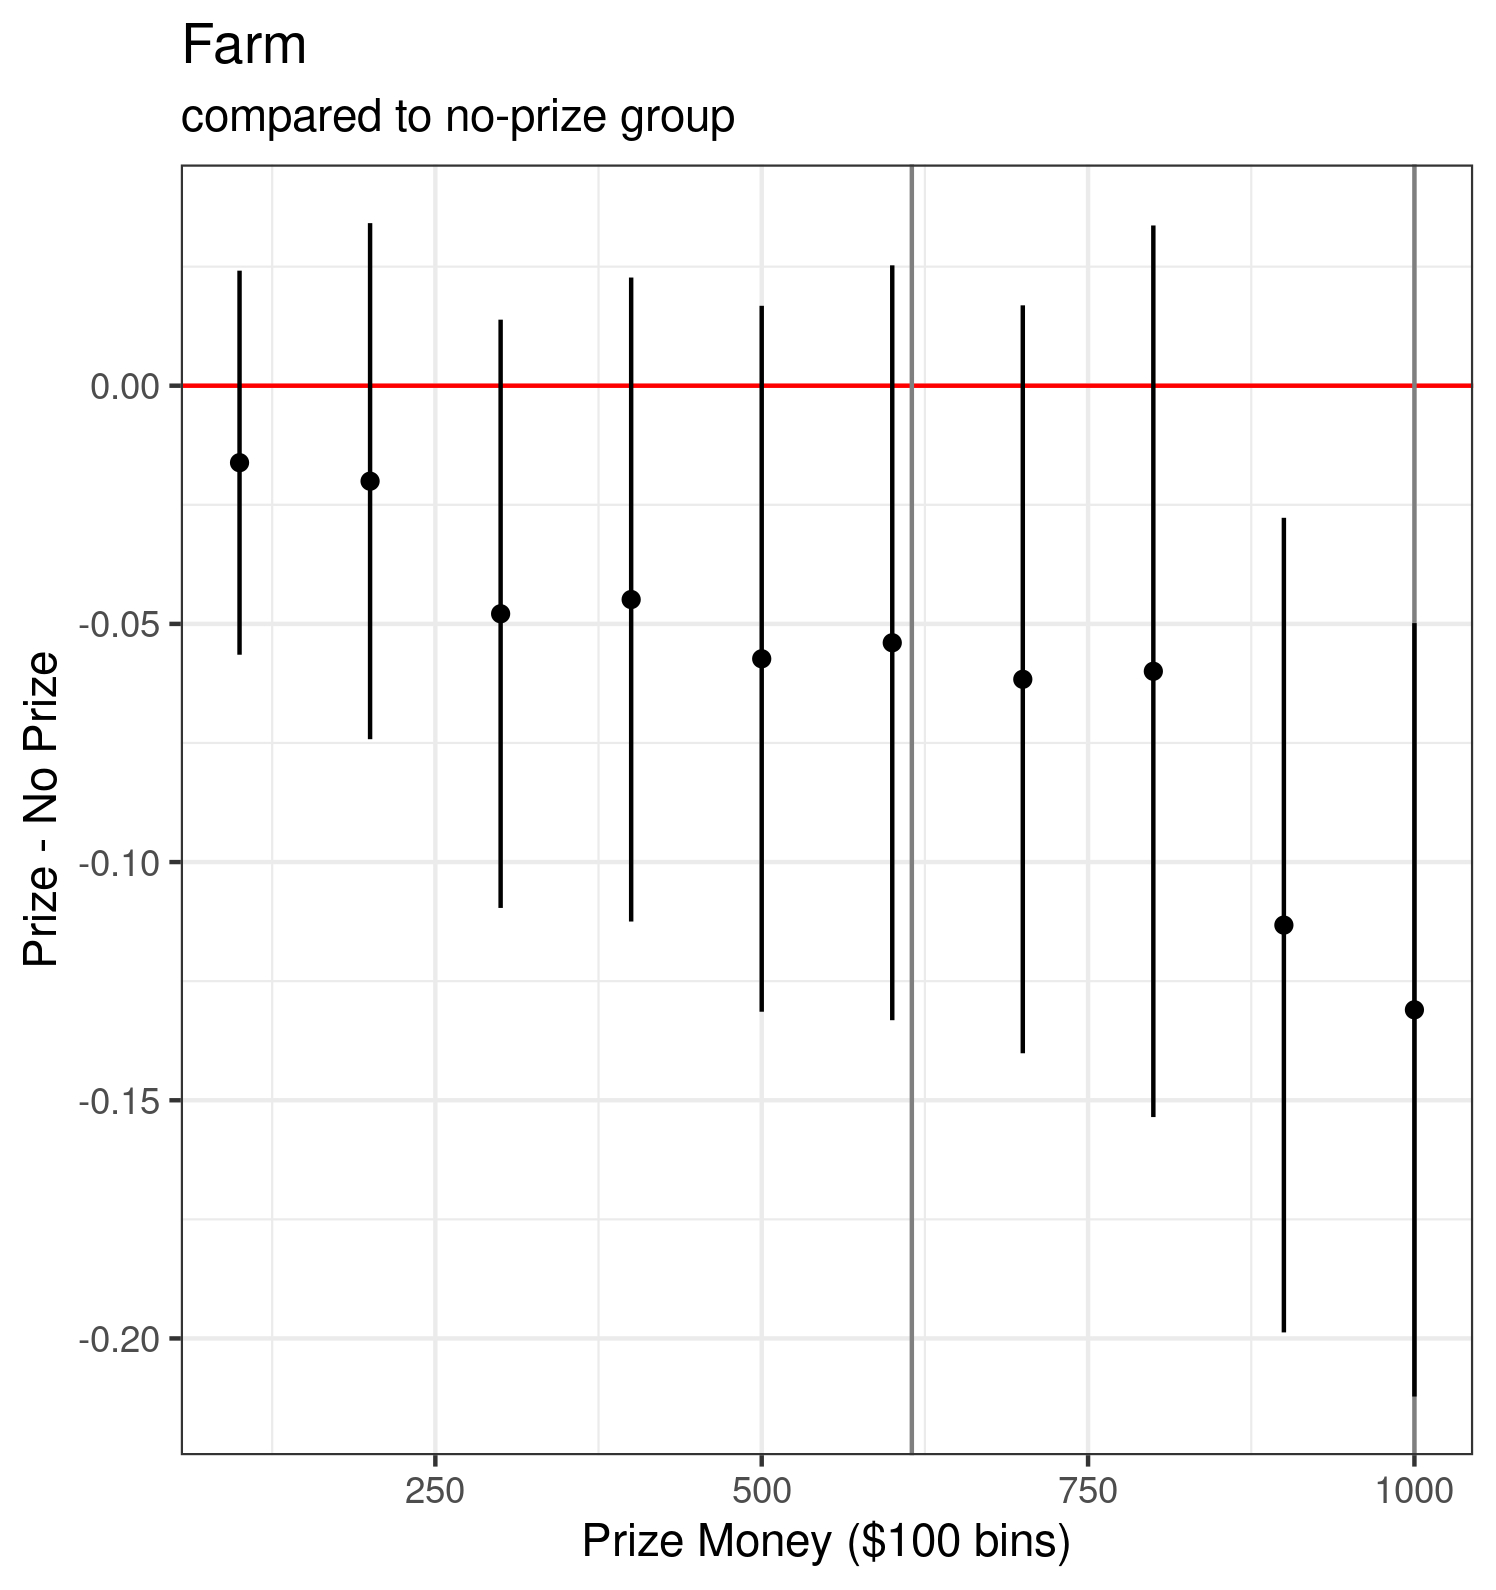 Farm
compared to no-prize group
Prize - No Prize
0.00
-0.05
-0.10
-0.15
-0.20
250 500 750 1000
Prize Money ($100 bins)